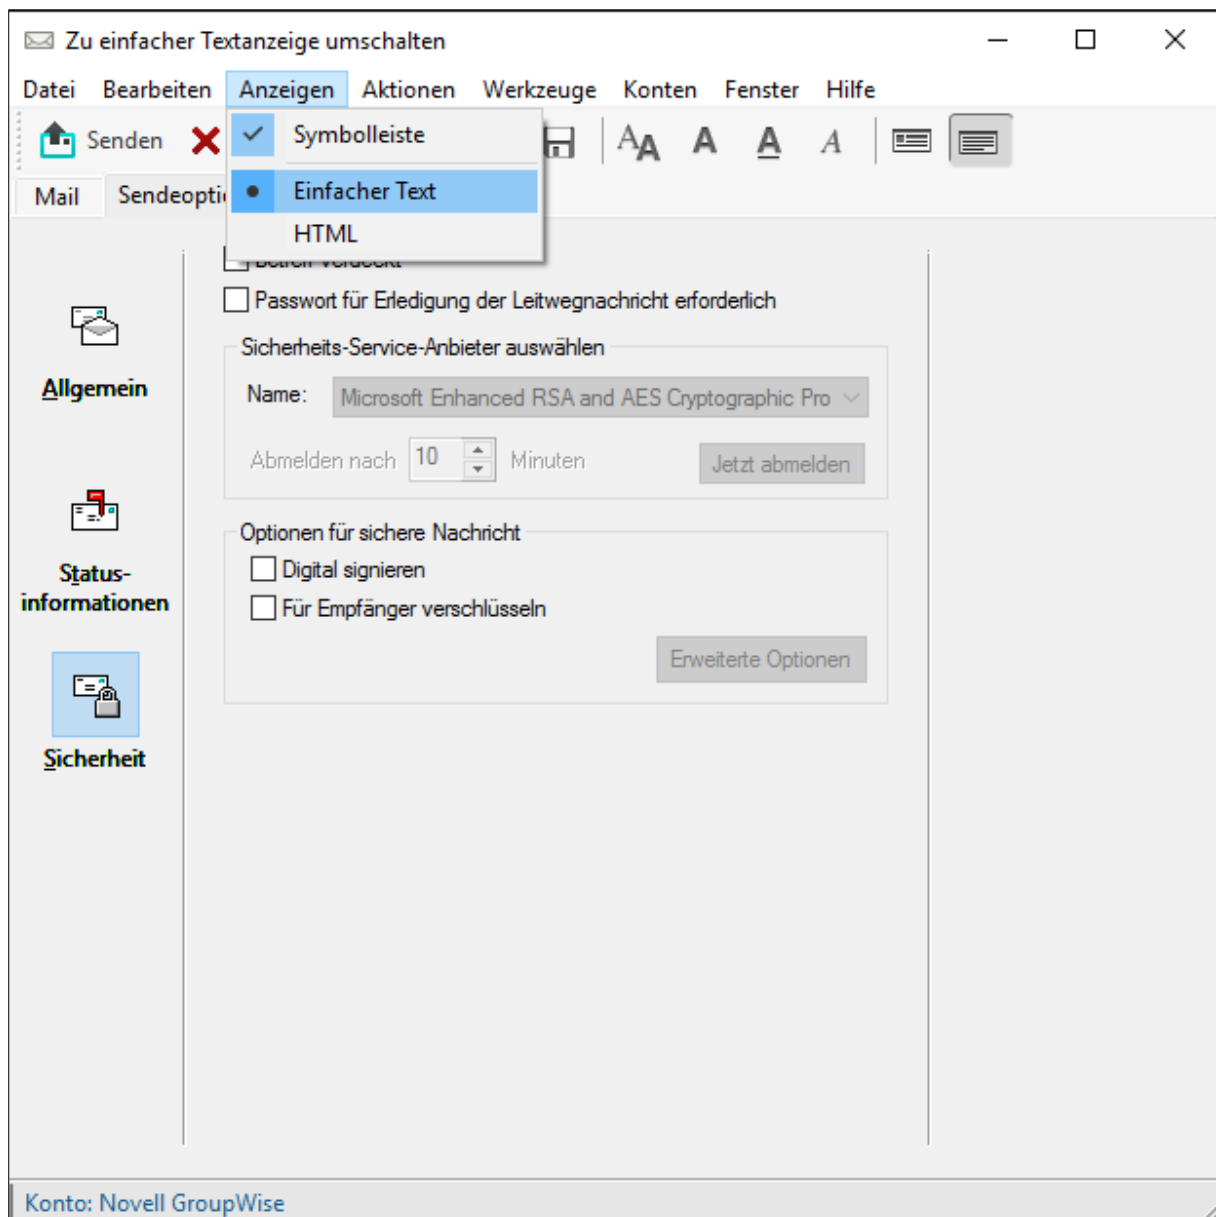 Zu einfacher Textanzeige umschalten
Datei Bearbeiten Anzeigen Aktionen Werkzeuge Konten Fenster Hilfe
Senden
Symbolleiste
Einfacher Text
HTML
Mail
Passwort für Erledigung der Leitwegnachricht erforderlich
Sicherheits-Service-Anbieter auswählen
Name: Microsoft Enhanced RSA and AES Cryptographic Pro
Abmelden nach 10 Minuten Jetzt abmelden
Optionen für sichere Nachricht
Digital signieren
Für Empfänger verschlüsseln
Erweiterte Optionen
Allgemein
Status-
informationen
Sicherheit
Konto: Novell GroupWise